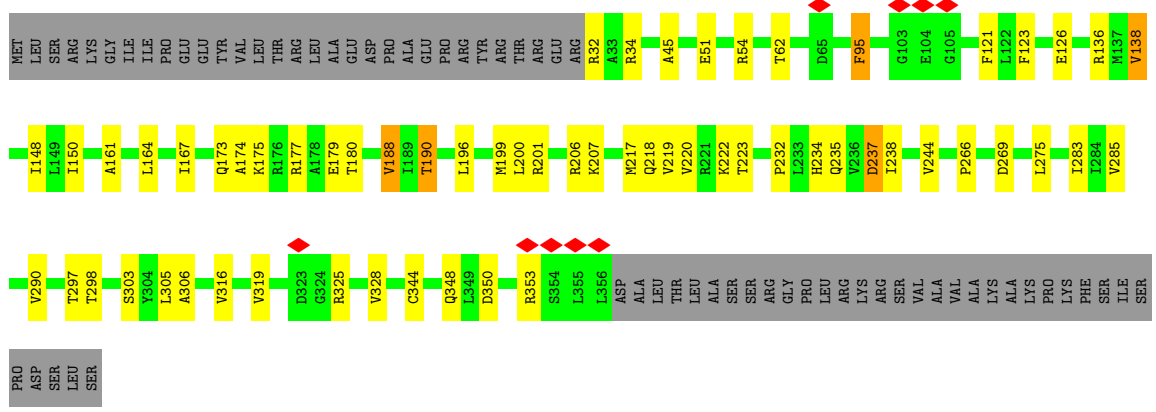 MET LEU SER ARG LYS GLY ILE ILE PRO GLU GLU TYR VAL LEU THR ARG LEU ALA GLU ASP PRO ALA GLU PRO ARG TYR ARG THR ARG GLU ARG R32 A33 R34 A45 E51 R54 T62 D65 F95 G103 E104 G105 F121 L122 F123 E126 R136 M137 V138
I148 L149 I150 A161 L164 I167 Q173 A174 K175 R176 R177 A178 E179 T180 V188 I189 T190 L196 M199 L200 R201 R206 K207 M217 Q218 V219 V220 R221 K222 T223 P232 L233 H234 Q235 V236 D237 I238 V244 P266 D269 L275 I283 I284 V285
V290 T297 T298 S303 Y304 L305 A306 V316 V319 D323 G324 R325 V328 C344 Q348 L349 D350 R353 S354 L355 L356 ASP ALA LEU THR LEU ALA SER SER ARG GLY PRO LEU ARG LYS ARG SER VAL ALA VAL ALA LYS ALA LYS PRO LYS PHE SER ILE SER
PRO ASP SER LEU SER